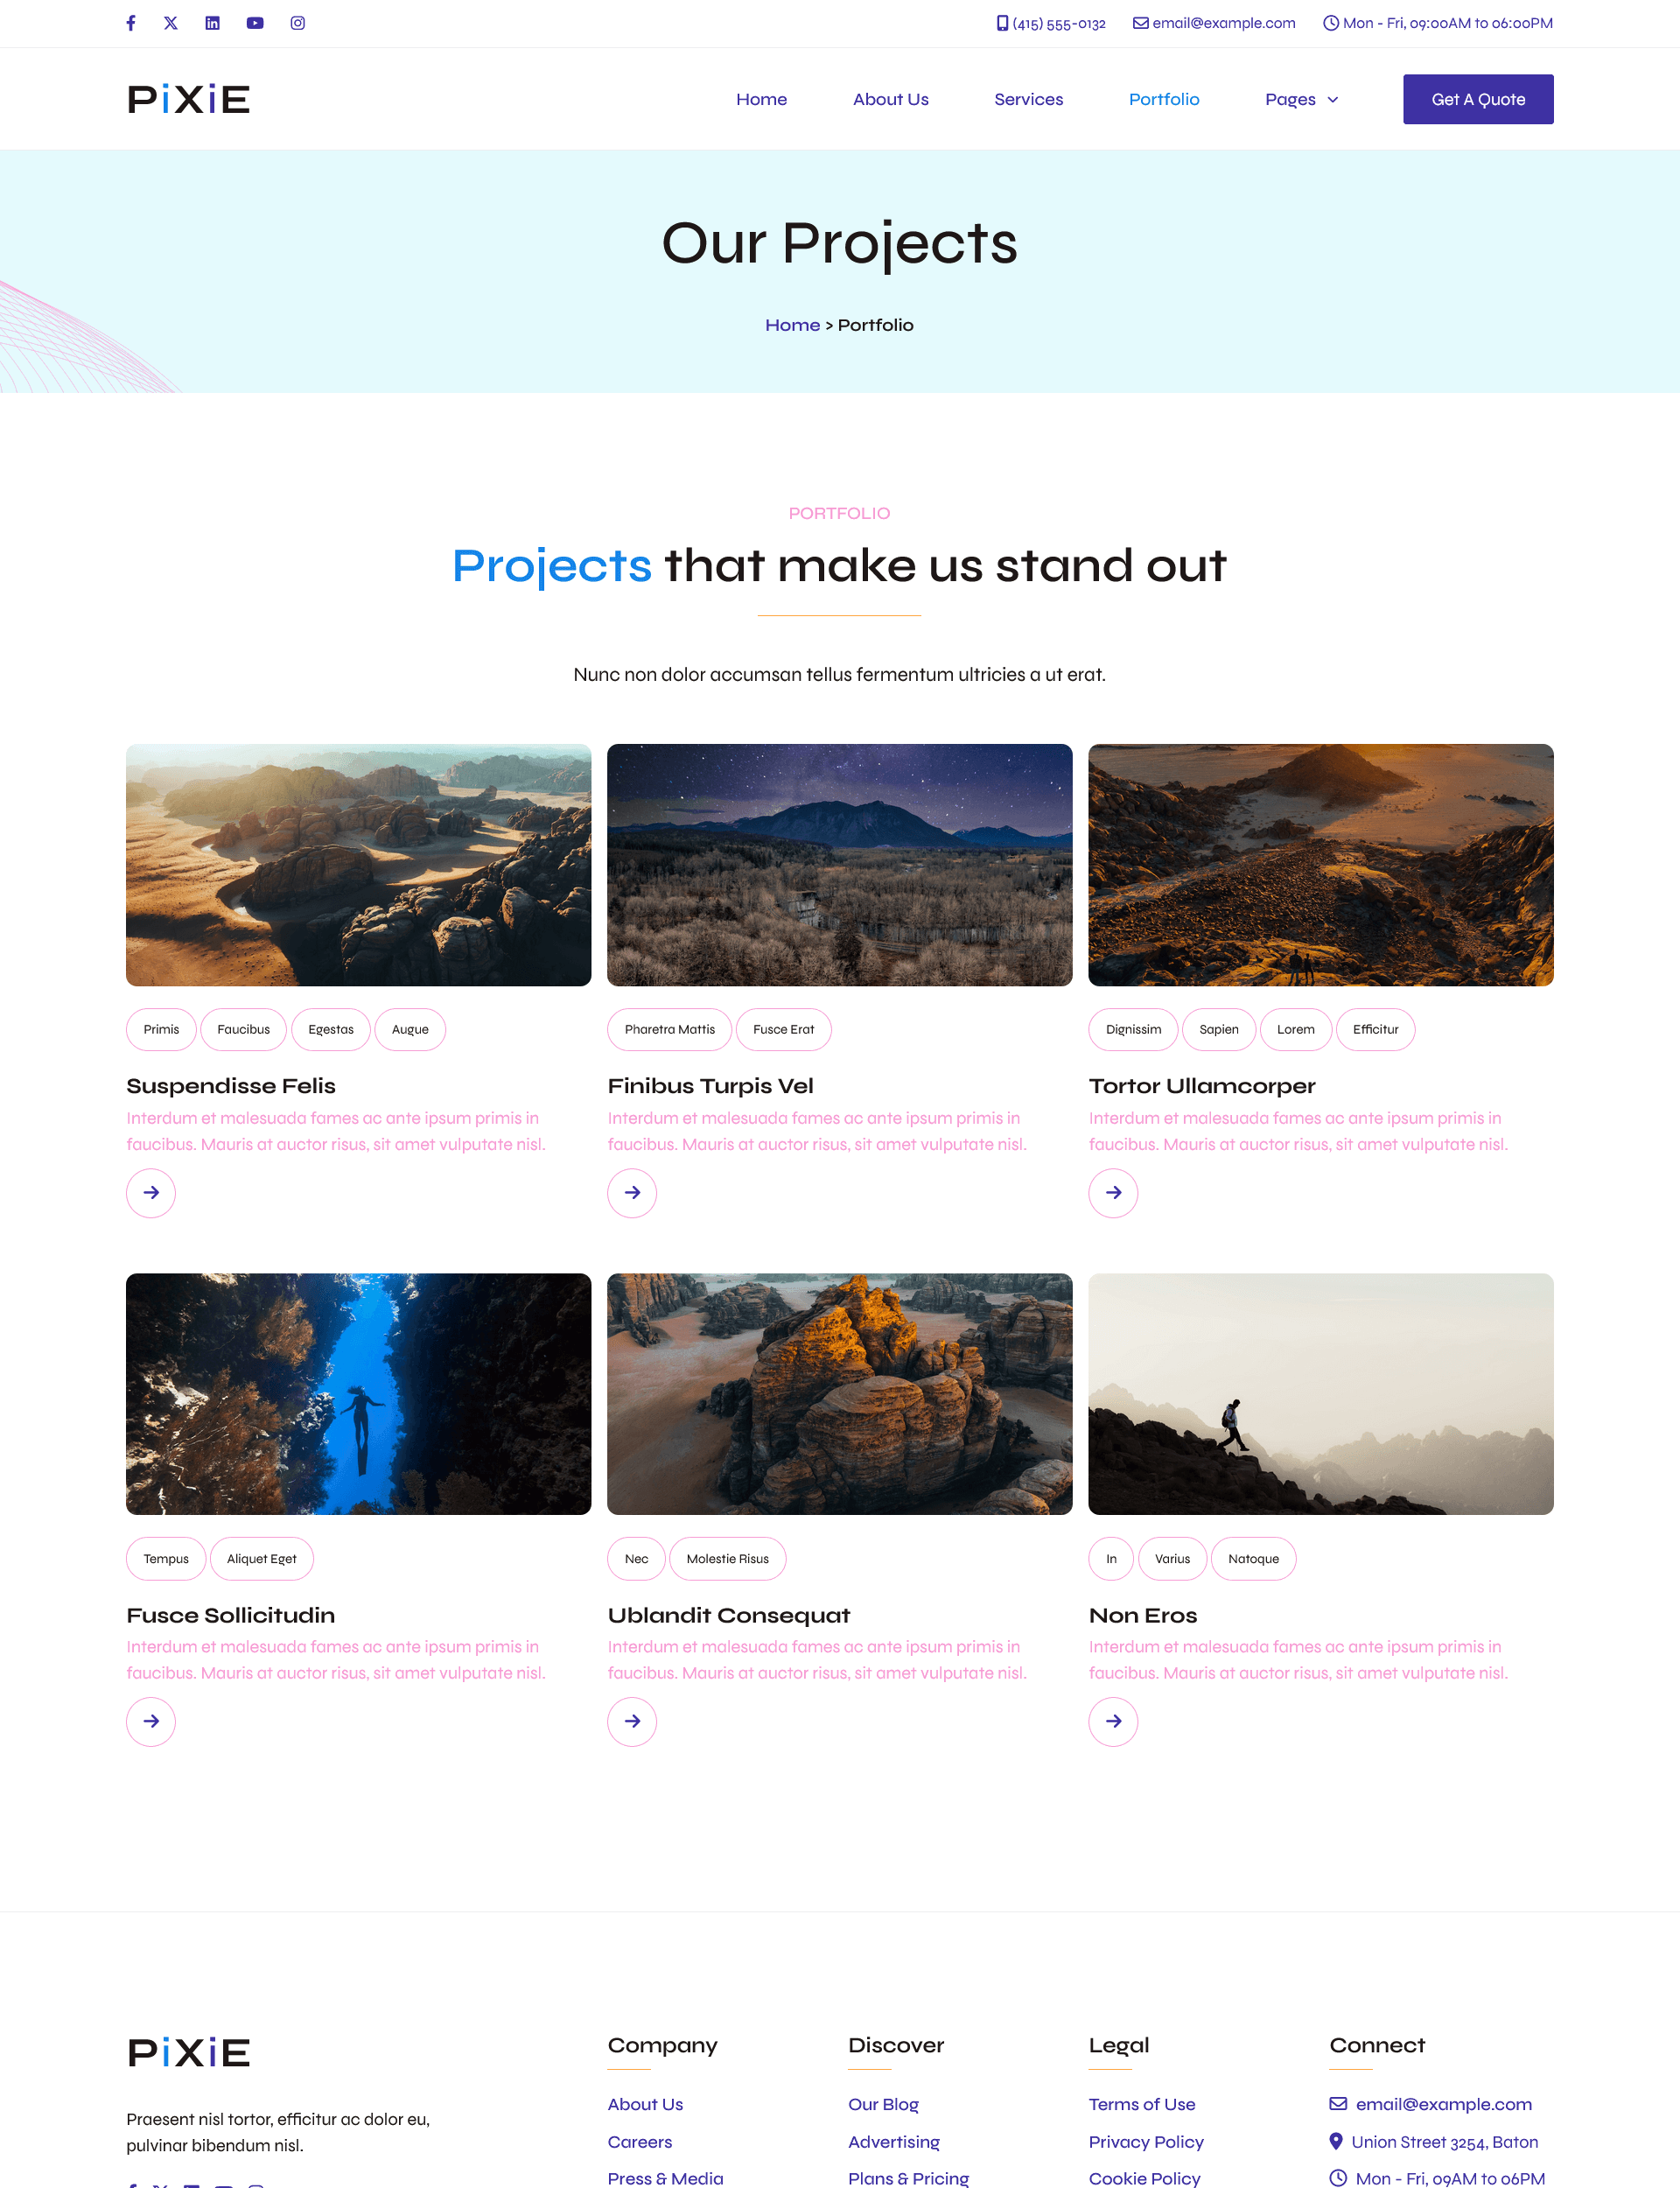 (415) 555-0132 email@example.com Mon - Fri, 09:00AM to 06:00PM
PiXiE Home About Us Services Portfolio Pages Get A Quote
Our Projects
Home > Portfolio
PORTFOLIO
Projects that make us stand out
Nunc non dolor accumsan tellus fermentum ultricies a ut erat.
Primis Faucibus Egestas Augue
Suspendisse Felis
Interdum et malesuada fames ac ante ipsum primis in
faucibus. Mauris at auctor risus, sit amet vulputate nisl.
Pharetra Mattis Fusce Erat
Finibus Turpis Vel
Interdum et malesuada fames ac ante ipsum primis in
faucibus. Mauris at auctor risus, sit amet vulputate nisl.
Dignissim Sapien Lorem Efficitur
Tortor Ullamcorper
Interdum et malesuada fames ac ante ipsum primis in
faucibus. Mauris at auctor risus, sit amet vulputate nisl.
Tempus Aliquet Eget
Fusce Sollicitudin
Interdum et malesuada fames ac ante ipsum primis in
faucibus. Mauris at auctor risus, sit amet vulputate nisl.
Nec Molestie Risus
Ublandit Consequat
Interdum et malesuada fames ac ante ipsum primis in
faucibus. Mauris at auctor risus, sit amet vulputate nisl.
In Varius Natoque
Non Eros
Interdum et malesuada fames ac ante ipsum primis in
faucibus. Mauris at auctor risus, sit amet vulputate nisl.
PiXiE
Praesent nisl tortor, efficitur ac dolor eu,
pulvinar bibendum nisl.
Company
About Us
Careers
Press & Media
Discover
Our Blog
Advertising
Plans & Pricing
Legal
Terms of Use
Privacy Policy
Cookie Policy
Connect
email@example.com
Union Street 3254, Baton
Mon - Fri, 09AM to 06PM